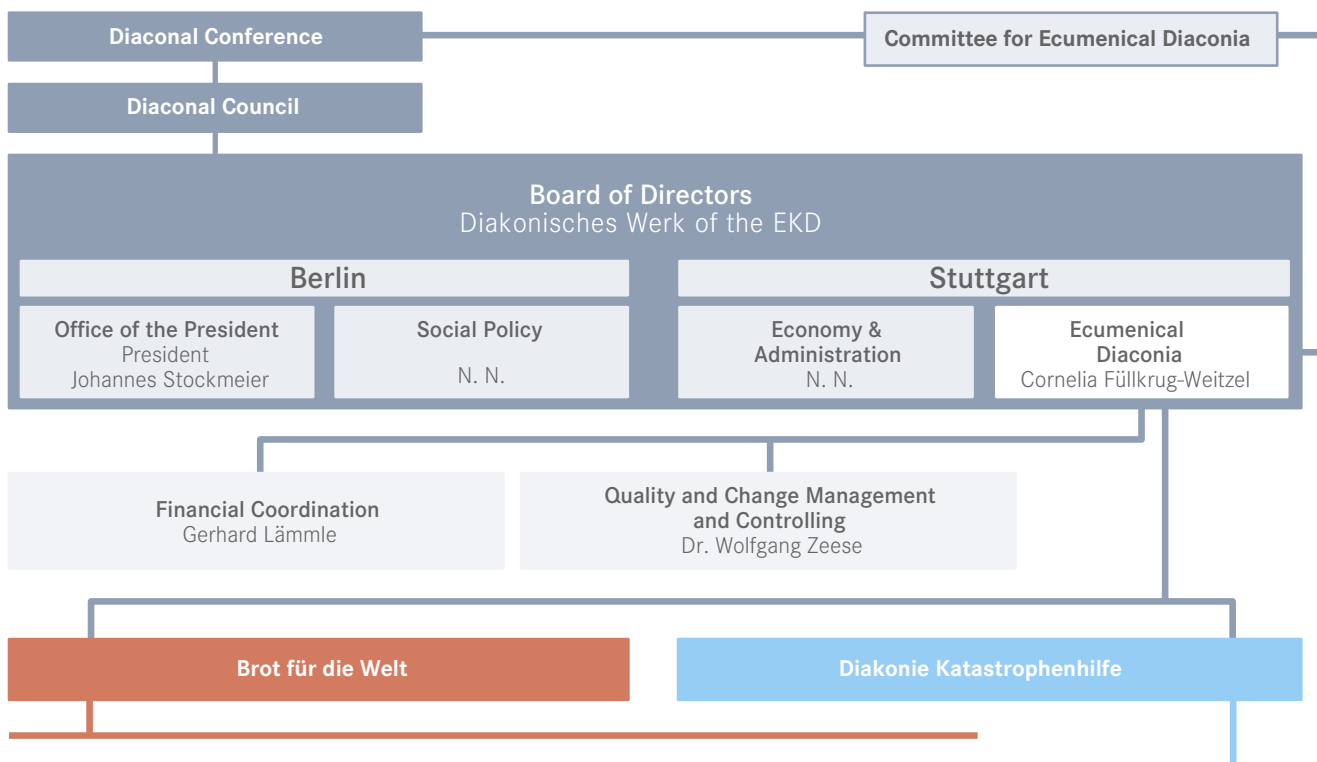 Diaconal Conference
Committee for Ecumenical Diaconia
Diaconal Council
Board of Directors
Diakonisches Werk of the EKD
Berlin
Stuttgart
Office of the President
President
Johannes Stockmeier
Social Policy
N. N.
Economy &
Administration
N. N.
Ecumenical
Diaconia
Cornelia Füllkrug-Weitzel
Financial Coordination
Gerhard Lämmle
Quality and Change Management
and Controlling
Dr. Wolfgang Zeese
Brot für die Welt
Diakonie Katastrophenhilfe